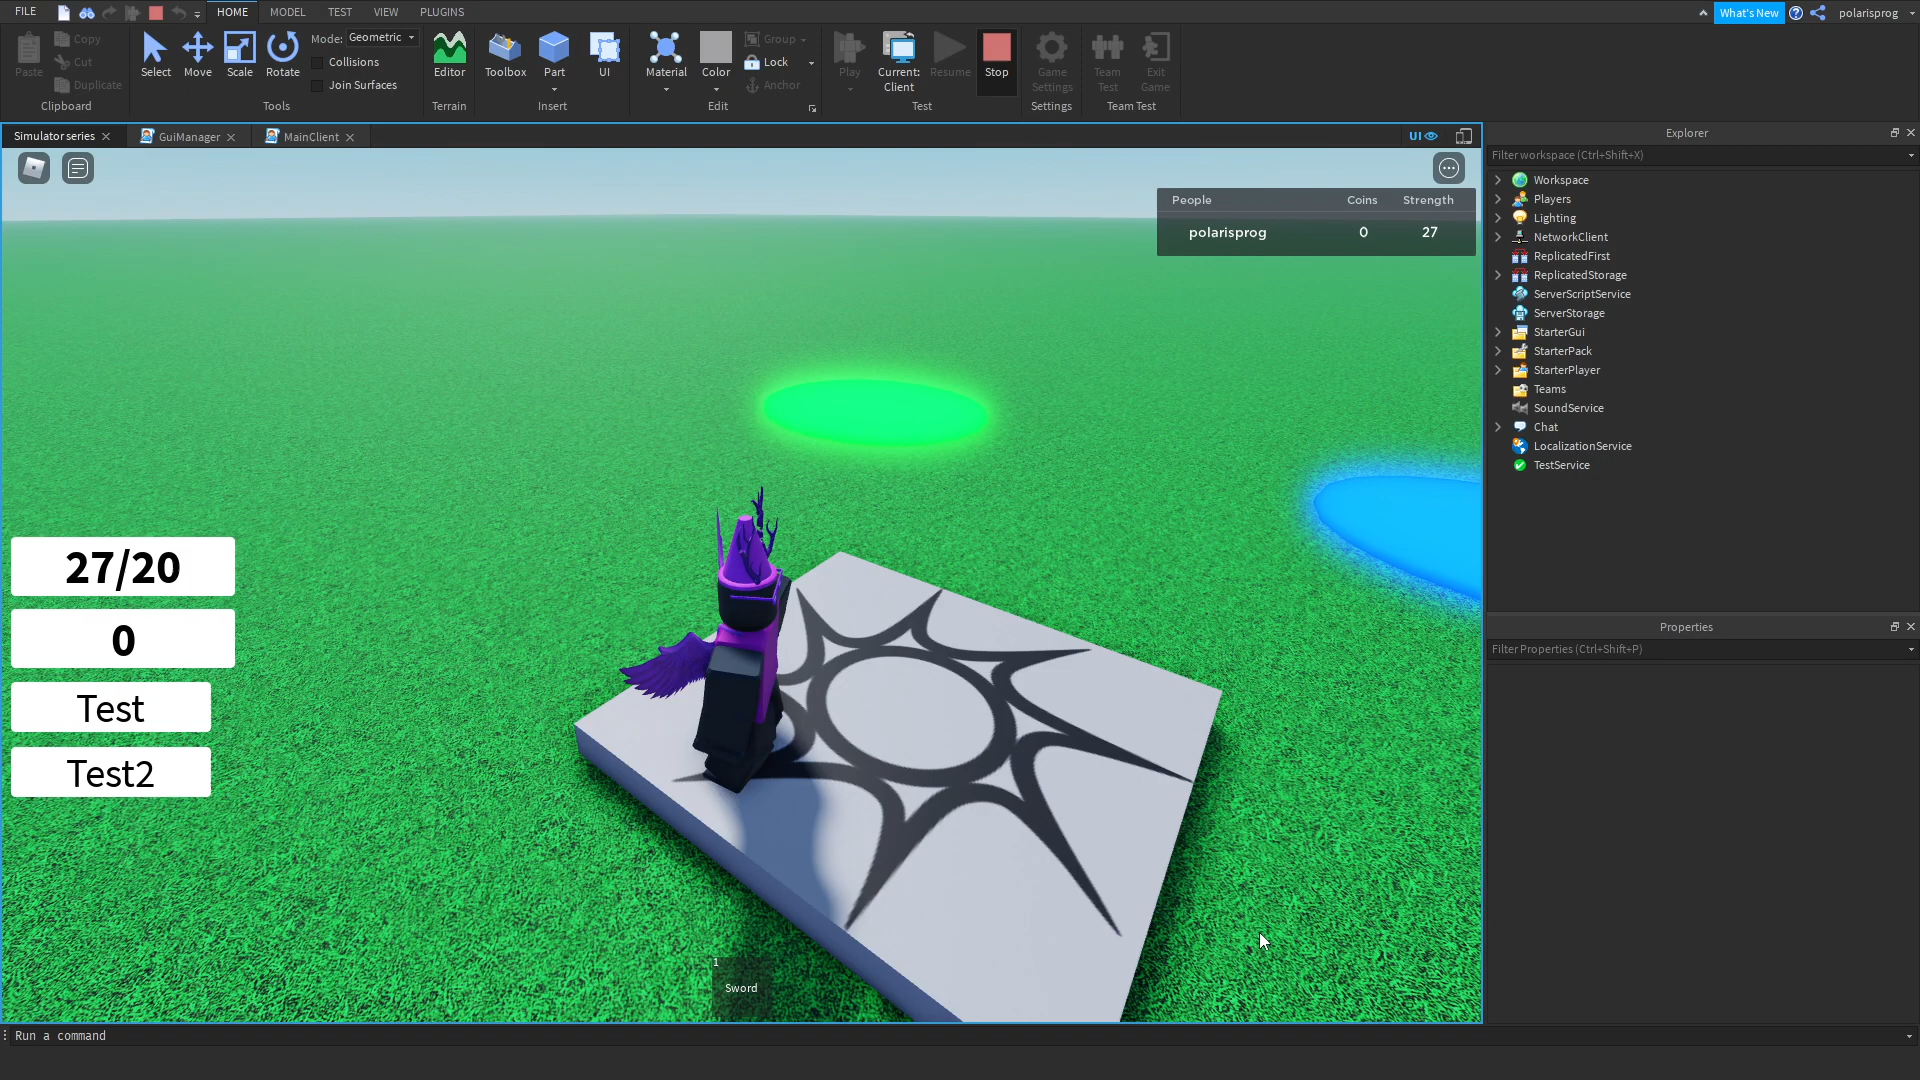 FILE HOME MODEL TEST VIEW PLUGINS What's New polarisprog
Paste Copy Cut Duplicate Clipboard
Select Move Scale Rotate Mode: Geometric Collisions Join Surfaces Tools
Editor Terrain
Toolbox Part UI Insert
Material Color Group Lock Anchor Edit
Play Current: Client Resume Stop Test
Game Settings Settings
Team Test Exit Game Team Test
Simulator series GuiManager MainClient UI
People Coins Strength
polarisprog 0 27
27/20
0
Test
Test2
1
Sword
Explorer
Filter workspace (Ctrl+Shift+X)
Workspace
Players
Lighting
NetworkClient
ReplicatedFirst
ReplicatedStorage
ServerScriptService
ServerStorage
StarterGui
StarterPack
StarterPlayer
Teams
SoundService
Chat
LocalizationService
TestService
Properties
Filter Properties (Ctrl+Shift+P)
Run a command